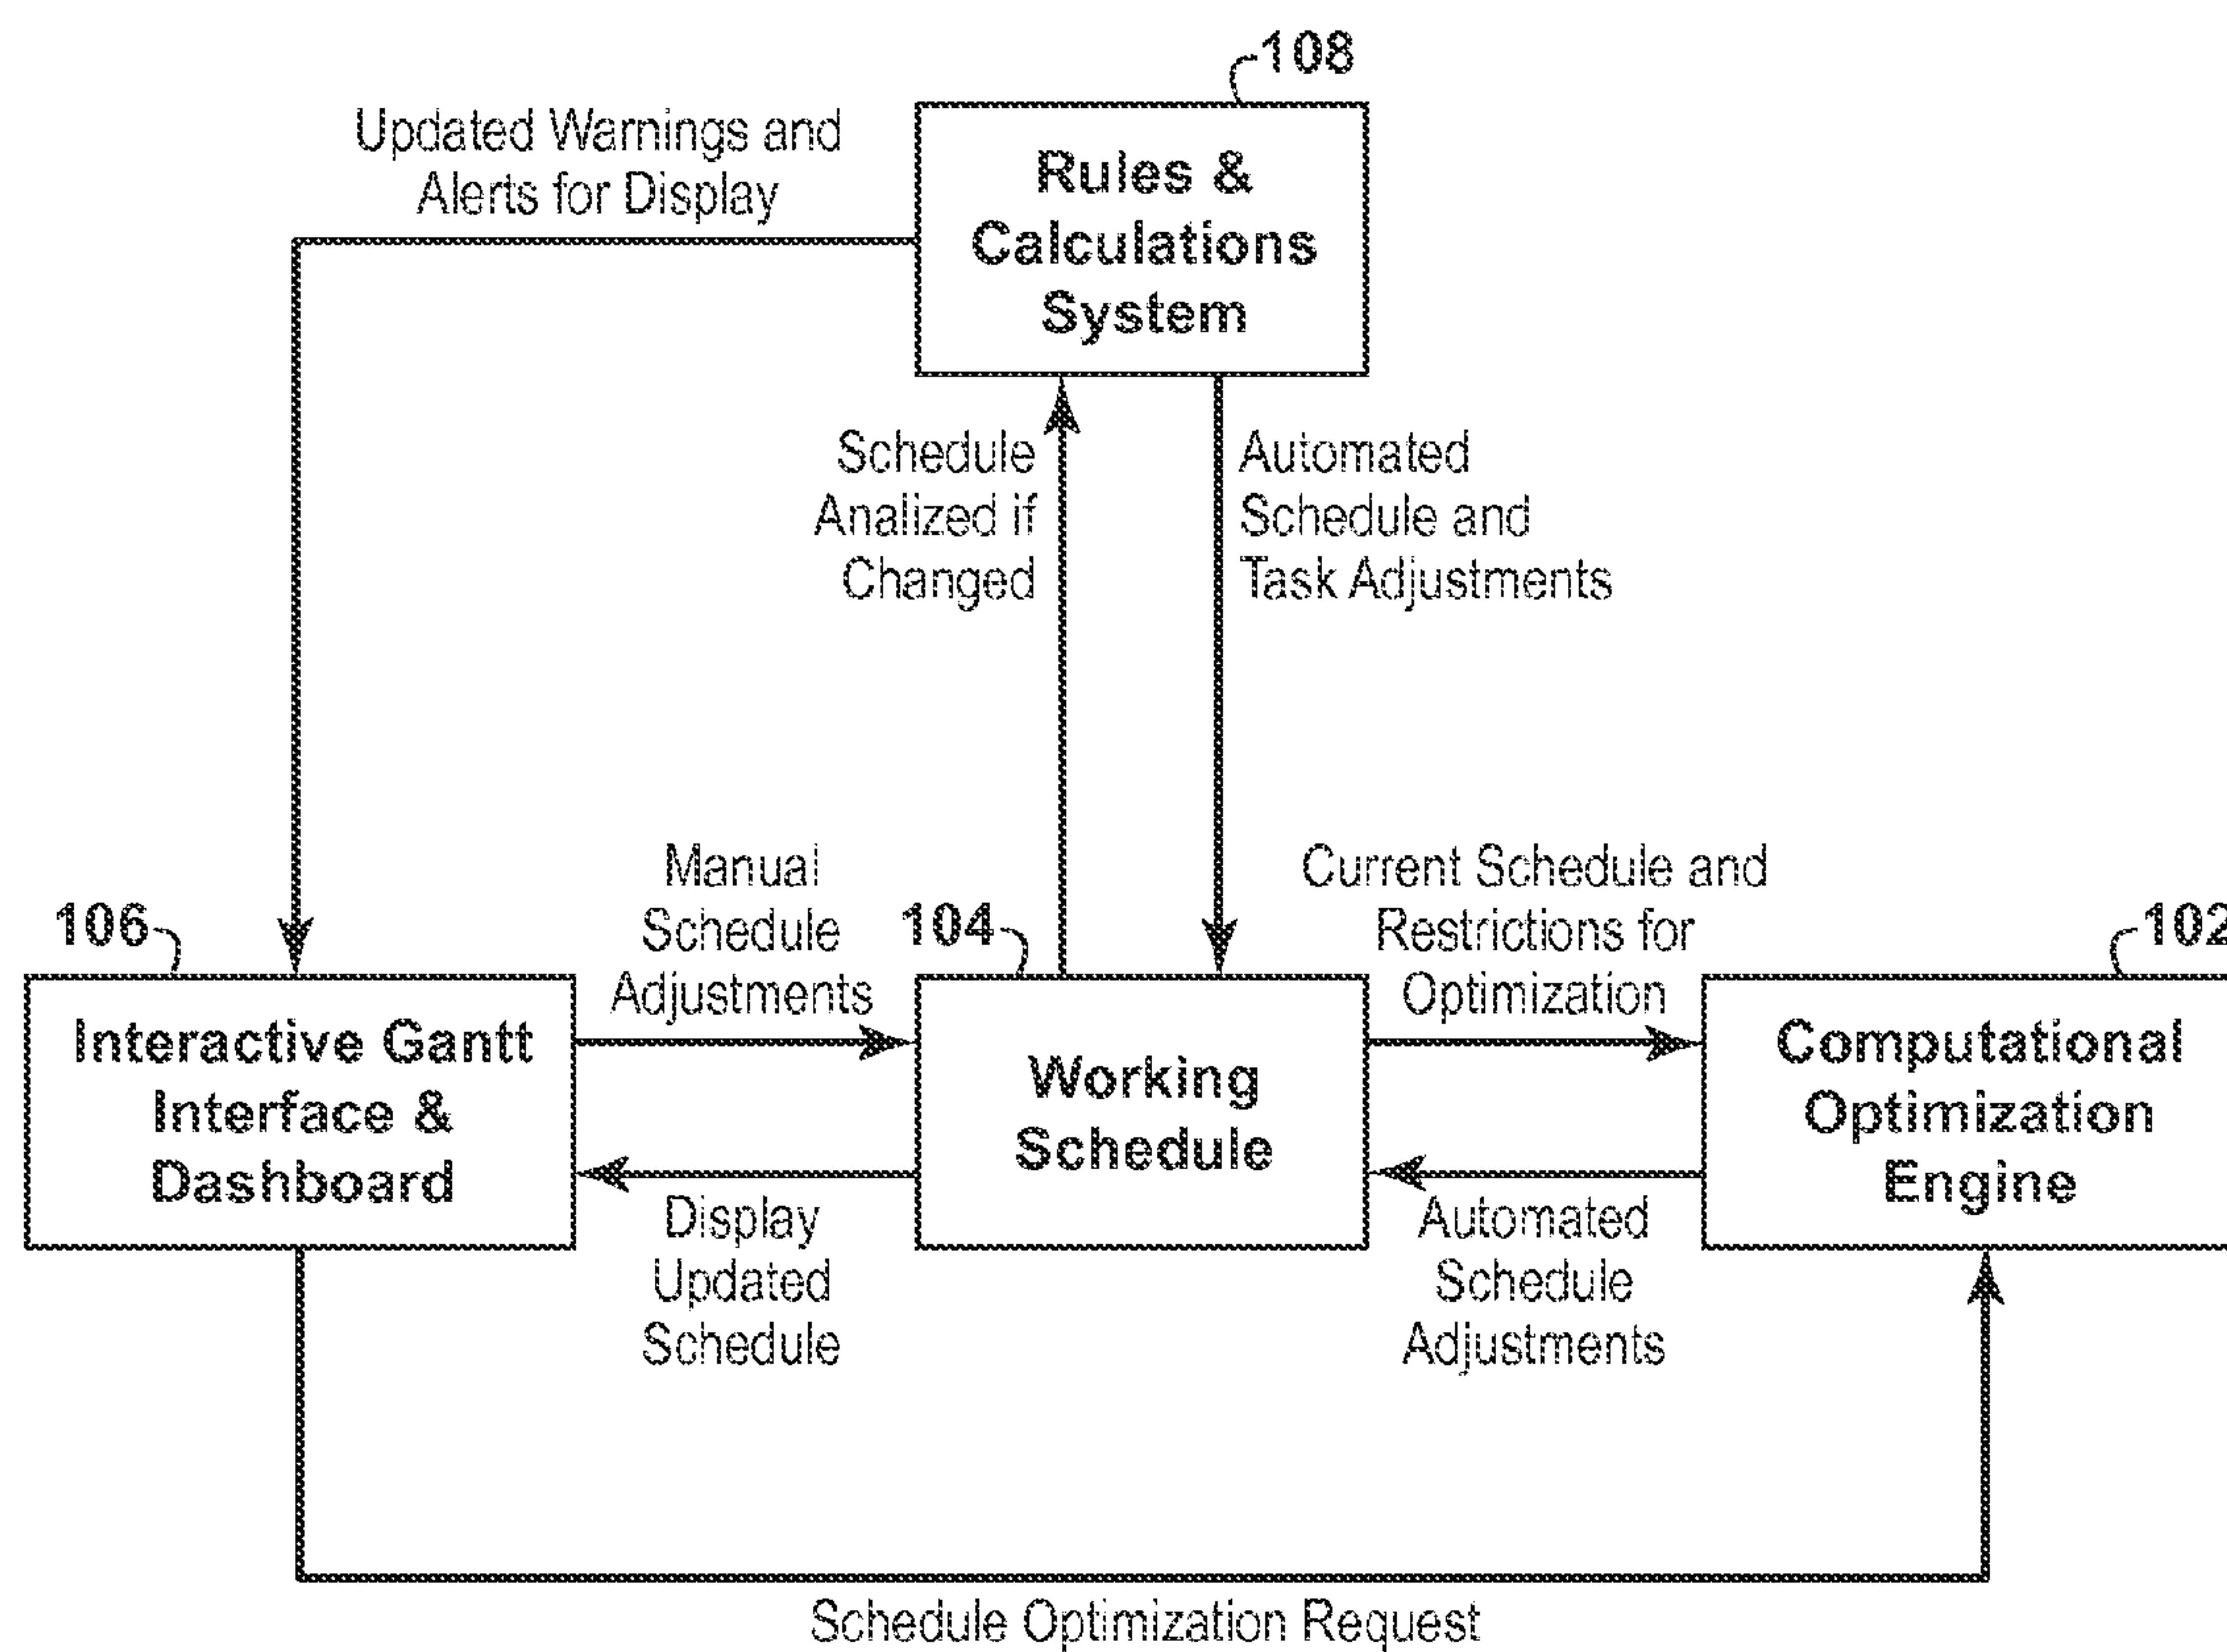 108
Updated Warnings and
Alerts for Display
Rules &
Calculations
System
Schedule
Analized if
Changed
Automated
Schedule and
Task Adjustments
106
Manual
Schedule
Adjustments
104
Current Schedule and
Restrictions for
Optimization
102
Interactive Gantt
Interface &
Dashboard
Working
Schedule
Computational
Optimization
Engine
Display
Updated
Schedule
Automated
Schedule
Adjustments
Schedule Optimization Request